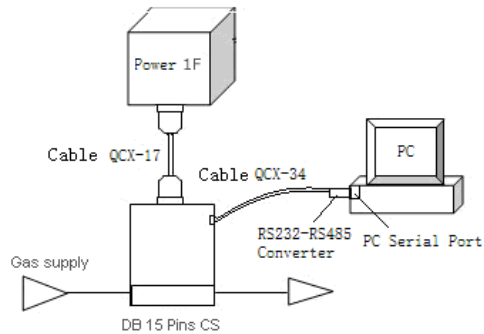 Power 1F
PC
Cable QCX-17
Cable QCX-34
RS232-RS485
Converter
PC Serial Port
Gas supply
DB 15 Pins CS